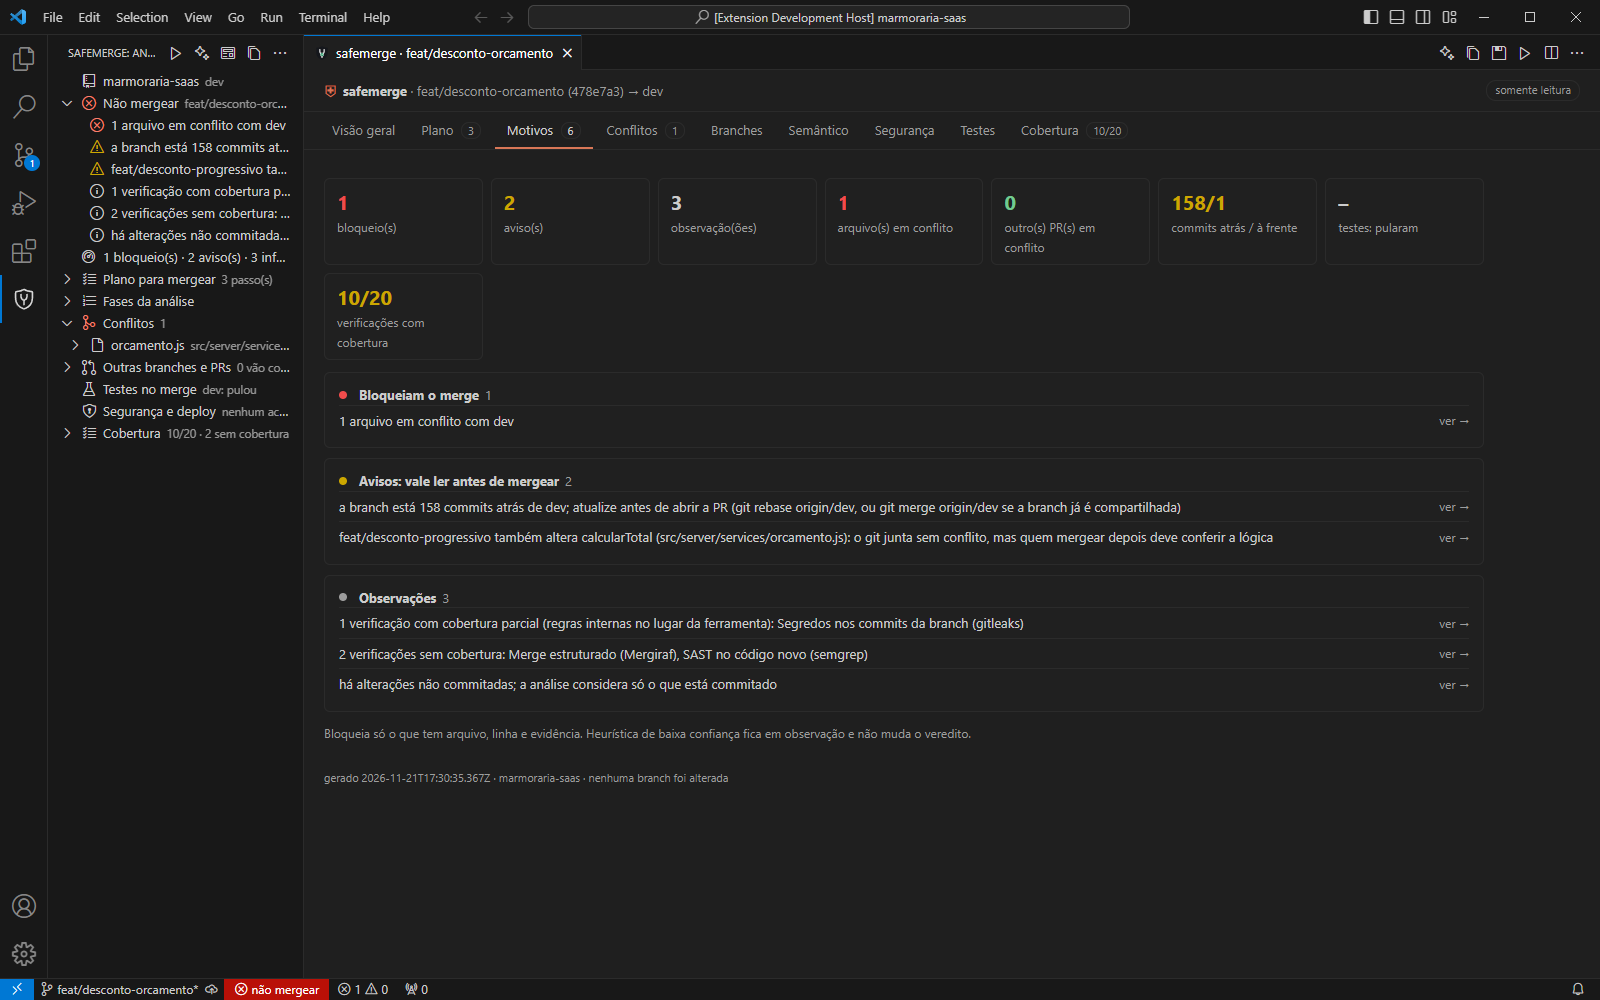 File Edit Selection View Go Run Terminal Help
[Extension Development Host] marmoraria-saas
SAFEMERGE: AN...
marmoraria-saas dev
Não mergear feat/desconto-orc...
1 arquivo em conflito com dev
a branch está 158 commits at...
feat/desconto-progressivo ta...
1 verificação com cobertura p...
2 verificações sem cobertura: ...
há alterações não commitada...
1 bloqueio(s) · 2 aviso(s) · 3 inf...
Plano para mergear 3 passo(s)
Fases da análise
Conflitos 1
orcamento.js src/server/service...
Outras branches e PRs 0 vão co...
Testes no merge dev: pulou
Segurança e deploy nenhum ac...
Cobertura 10/20 · 2 sem cobertura
safemerge · feat/desconto-orcamento
safemerge · feat/desconto-orcamento (478e7a3) → dev
somente leitura
Visão geral Plano 3 Motivos 6 Conflitos 1 Branches Semântico Segurança Testes Cobertura 10/20
1
bloqueio(s)
2
aviso(s)
3
observação(ões)
1
arquivo(s) em conflito
0
outro(s) PR(s) em
conflito
158/1
commits atrás / à frente
–
testes: pularam
10/20
verificações com
cobertura
Bloqueiam o merge 1
1 arquivo em conflito com dev ver →
Avisos: vale ler antes de mergear 2
a branch está 158 commits atrás de dev; atualize antes de abrir a PR (git rebase origin/dev, ou git merge origin/dev se a branch já é compartilhada) ver →
feat/desconto-progressivo também altera calcularTotal (src/server/services/orcamento.js): o git junta sem conflito, mas quem mergear depois deve conferir a lógica ver →
Observações 3
1 verificação com cobertura parcial (regras internas no lugar da ferramenta): Segredos nos commits da branch (gitleaks) ver →
2 verificações sem cobertura: Merge estruturado (Mergiraf), SAST no código novo (semgrep) ver →
há alterações não commitadas; a análise considera só o que está commitado ver →
Bloqueia só o que tem arquivo, linha e evidência. Heurística de baixa confiança fica em observação e não muda o veredito.
gerado 2026-11-21T17:30:35.367Z · marmoraria-saas · nenhuma branch foi alterada
1
feat/desconto-orcamento* não mergear 1 0 0